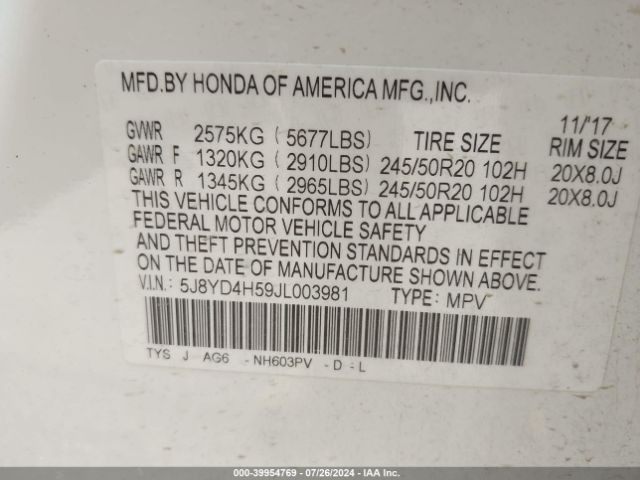 MFD.BY HONDA OF AMERICA MFG.,INC.
11/'17
GVWR 2575KG ( 5677LBS) TIRE SIZE RIM SIZE
GAWR F 1320KG ( 2910LBS) 245/50R20 102H 20X8.0J
GAWR R 1345KG ( 2965LBS) 245/50R20 102H 20X8.0J
THIS VEHICLE CONFORMS TO ALL APPLICABLE
FEDERAL MOTOR VEHICLE SAFETY
AND THEFT PREVENTION STANDARDS IN EFFECT
ON THE DATE OF MANUFACTURE SHOWN ABOVE.
V.I.N.: 5J8YD4H59JL003981 TYPE: MPV
TYS J AG6 - NH603PV - D - L
000-39954769 - 07/26/2024 - IAAI.com